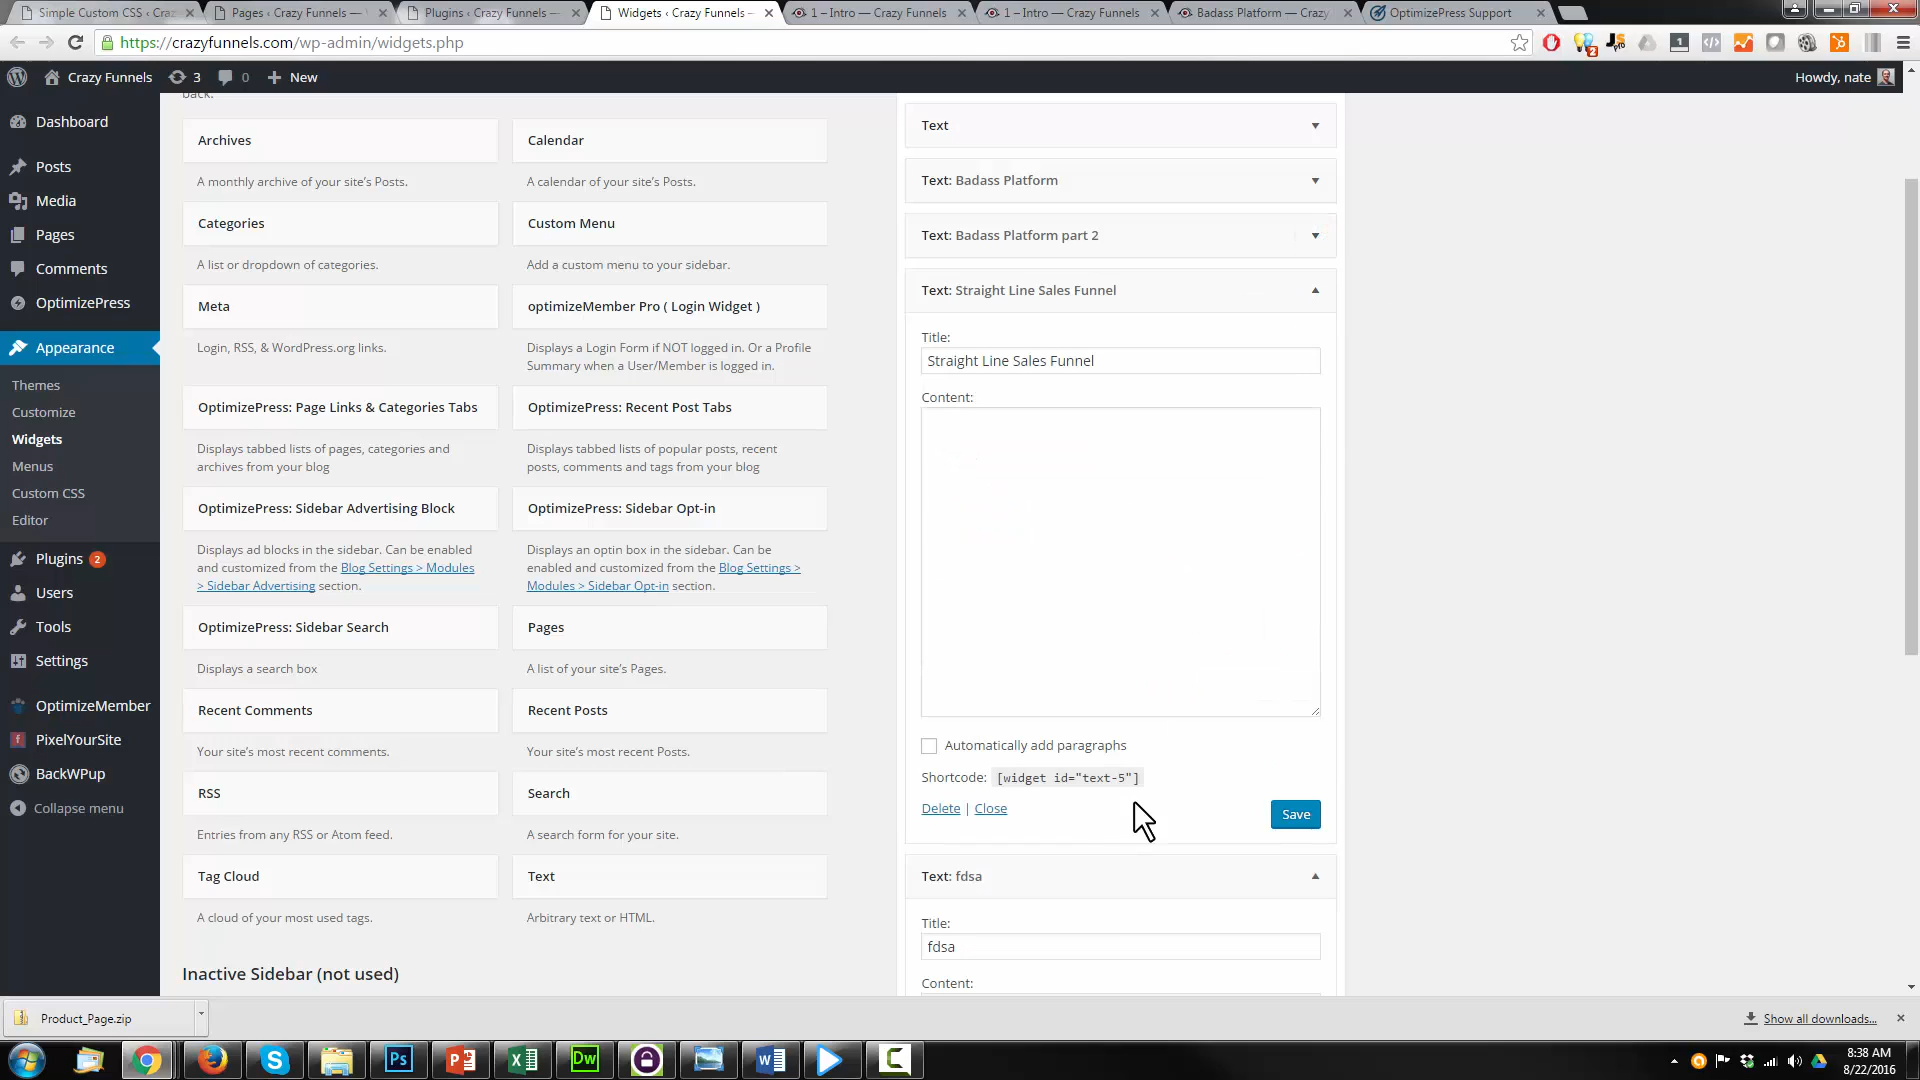 Simple Custom CSS ‹ Craz
Pages ‹ Crazy Funnels —
Plugins ‹ Crazy Funnels —
Widgets ‹ Crazy Funnels —
1 – Intro — Crazy Funnels
1 – Intro — Crazy Funnels
Badass Platform — Crazy
OptimizePress Support
https://crazyfunnels.com/wp-admin/widgets.php
Crazy Funnels
3
0
New
Howdy, nate
Dashboard
Posts
Media
Pages
Comments
OptimizePress
Appearance
Themes
Customize
Widgets
Menus
Custom CSS
Editor
Plugins 2
Users
Tools
Settings
OptimizeMember
PixelYourSite
BackWPup
Collapse menu
back.
Archives
A monthly archive of your site's Posts.
Calendar
A calendar of your site's Posts.
Categories
A list or dropdown of categories.
Custom Menu
Add a custom menu to your sidebar.
Meta
Login, RSS, & WordPress.org links.
optimizeMember Pro ( Login Widget )
Displays a Login Form if NOT logged in. Or a Profile
Summary when a User/Member is logged in.
OptimizePress: Page Links & Categories Tabs
Displays tabbed lists of pages, categories and
archives from your blog
OptimizePress: Recent Post Tabs
Displays tabbed lists of popular posts, recent
posts, comments and tags from your blog
OptimizePress: Sidebar Advertising Block
Displays ad blocks in the sidebar. Can be enabled
and customized from the Blog Settings > Modules
> Sidebar Advertising section.
OptimizePress: Sidebar Opt-in
Displays an optin box in the sidebar. Can be
enabled and customized from the Blog Settings >
Modules > Sidebar Opt-in section.
OptimizePress: Sidebar Search
Displays a search box
Pages
A list of your site's Pages.
Recent Comments
Your site's most recent comments.
Recent Posts
Your site's most recent Posts.
RSS
Entries from any RSS or Atom feed.
Search
A search form for your site.
Tag Cloud
A cloud of your most used tags.
Text
Arbitrary text or HTML.
Inactive Sidebar (not used)
Text
Text: Badass Platform
Text: Badass Platform part 2
Text: Straight Line Sales Funnel
Title:
Straight Line Sales Funnel
Content:
Automatically add paragraphs
Shortcode: [widget id="text-5"]
Delete | Close
Save
Text: fdsa
Title:
fdsa
Content:
Product_Page.zip
Show all downloads...
8:38 AM
8/22/2016